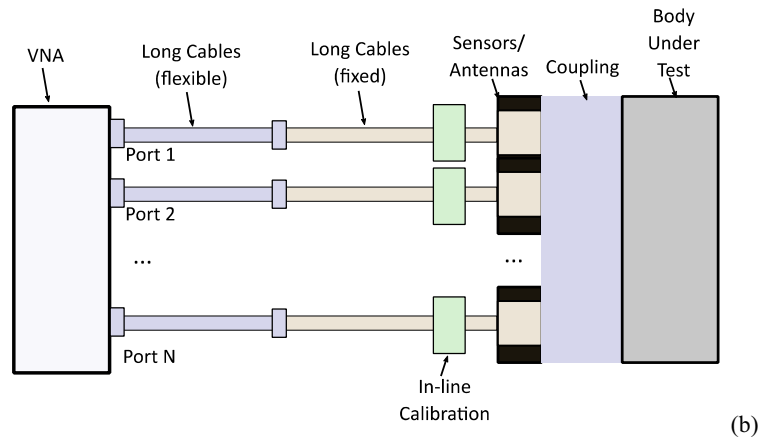 VNA
Long Cables
(flexible)
Long Cables
(fixed)
Sensors/
Antennas
Coupling
Body
Under
Test
Port 1
Port 2
...
...
Port N
In-line
Calibration
(b)